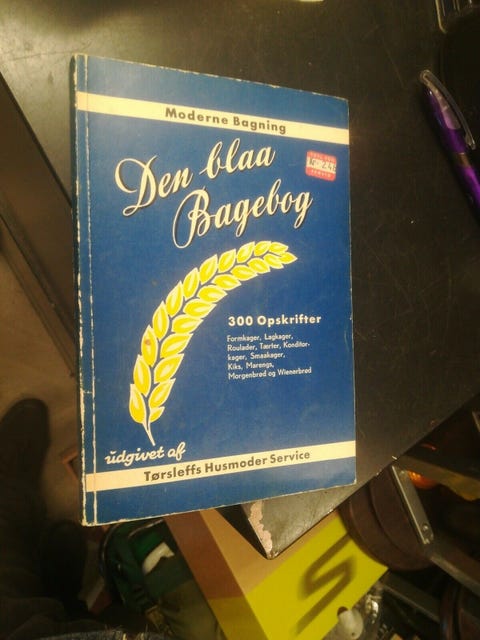 Moderne Bagning
Den blaa
Bagebog
300 Opskrifter
Formkager, Lagkager,
Roulader, Tærter, Konditor-
kager, Smaakager,
Kiks, Marengs,
Morgenbrød og Wienerbrød
udgivet af
Tørsleffs Husmoder Service
S